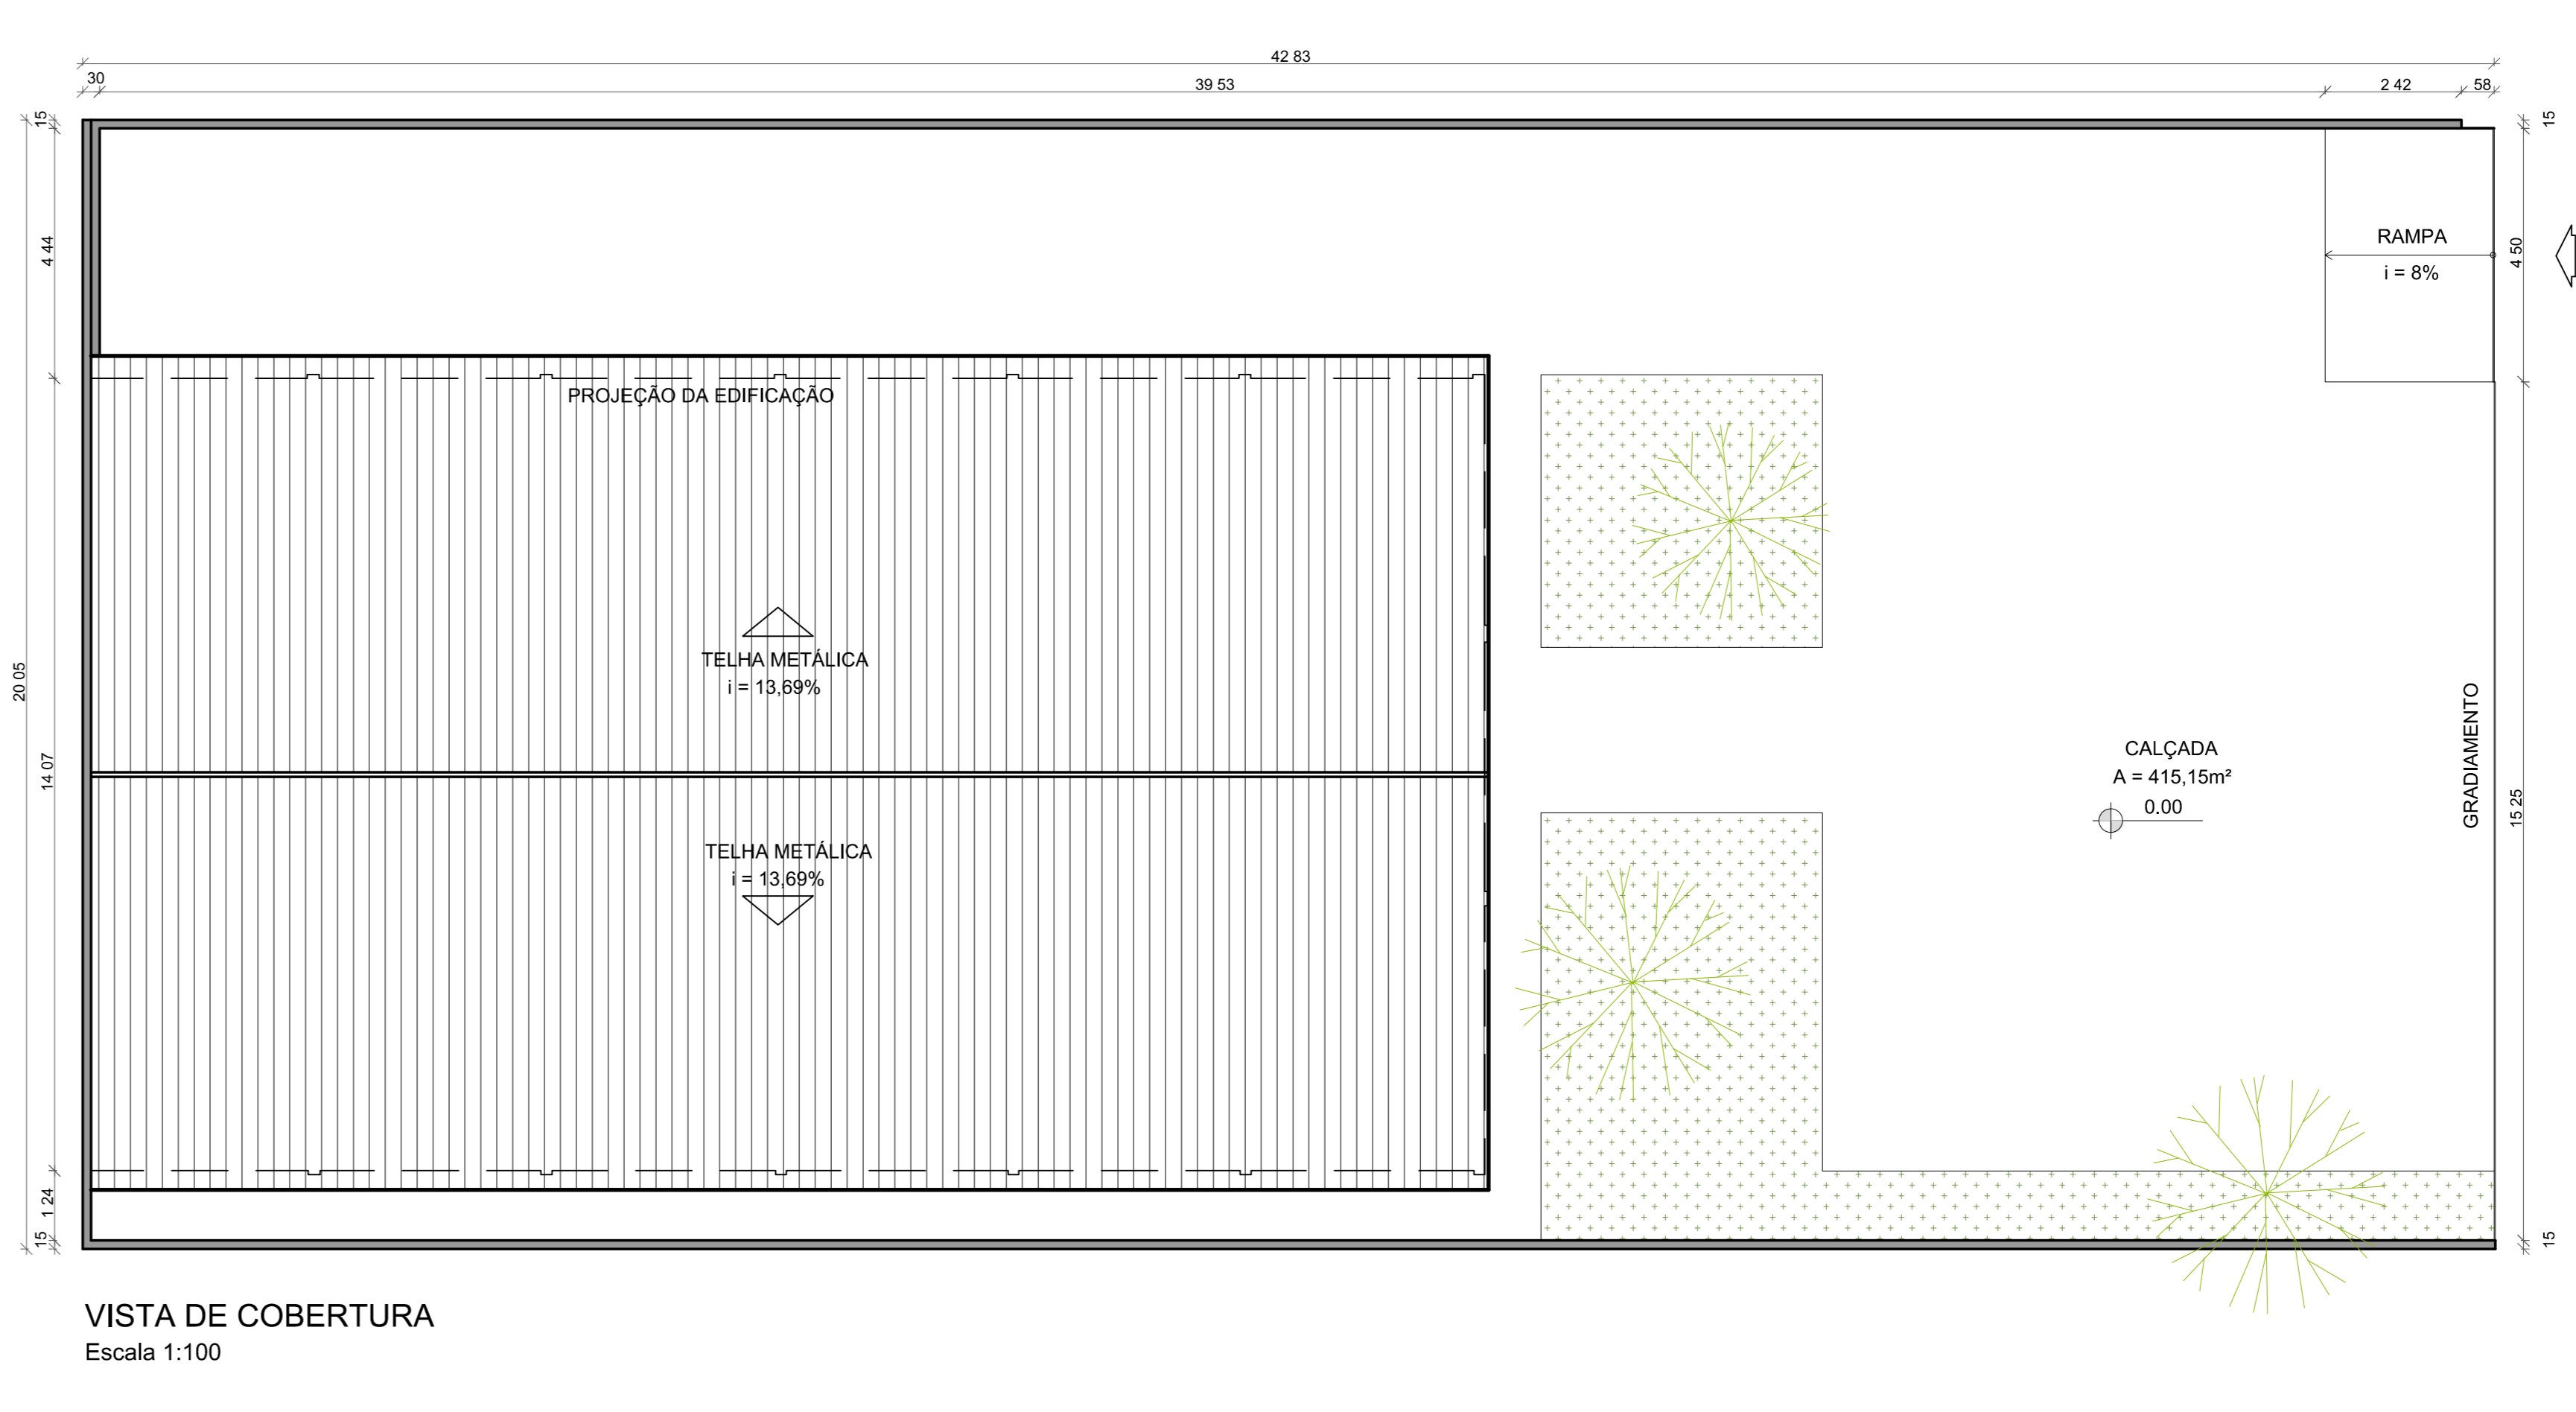 42 83
30
39 53
2 42
58
15
15
4 44
RAMPA
i = 8%
4 50
PROJEÇÃO DA EDIFICAÇÃO
TELHA METÁLICA
i = 13,69%
20 05
14 07
TELHA METÁLICA
i = 13,69%
CALÇADA
A = 415,15m²
0.00
GRADIAMENTO
15 25
1 24
15
15
VISTA DE COBERTURA
Escala 1:100